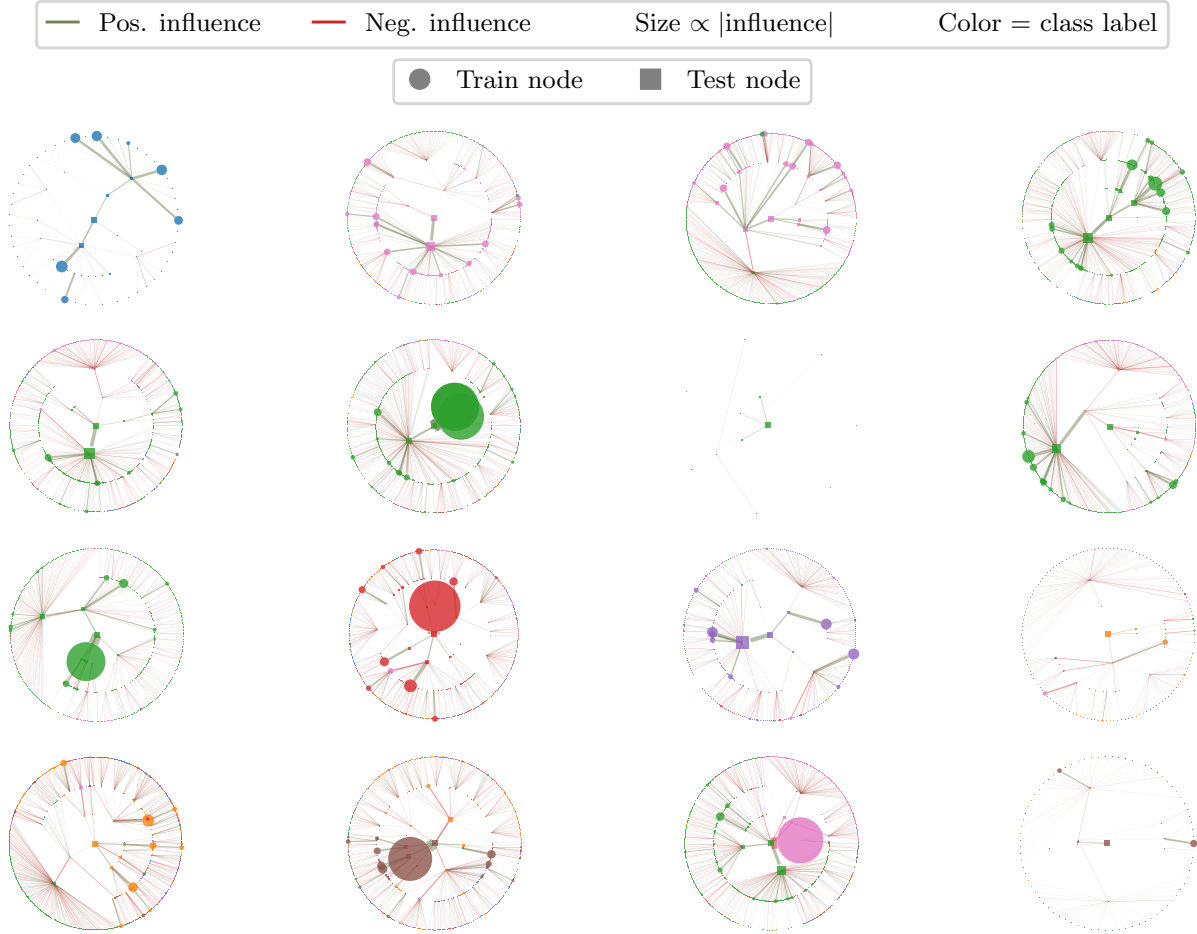 Pos. influence Neg. influence Size ∝ |influence| Color = class label
Train node Test node